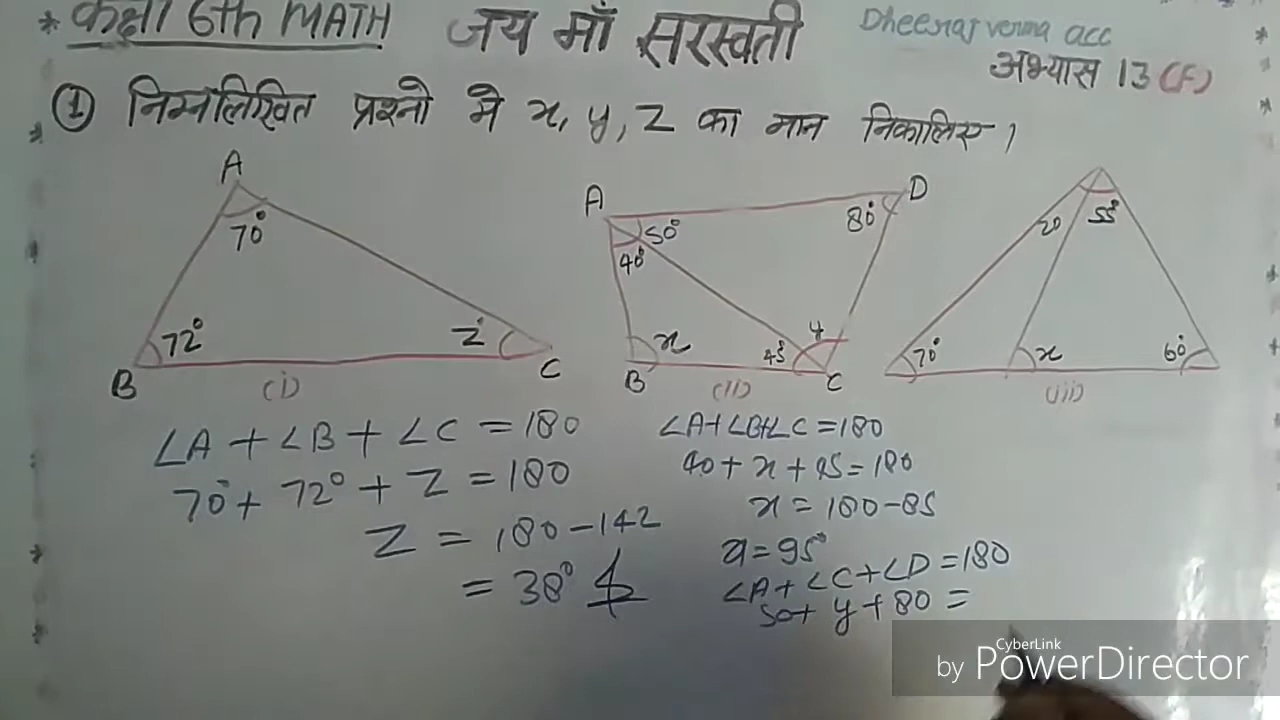 * कक्षा 6th MATH
जय माँ सरस्वती
Dheeraj verma acc
अभ्यास 13 (F)
① निम्नलिखित प्रश्नो मे x, y, z का मान निकालिए ।
A
70°
72°
Z
B
C
(i)
A
D
50°
80°
40°
x
45°
y
B
C
(ii)
20
55°
70°
x
60°
(iii)
∠A + ∠B + ∠C = 180
70° + 72° + Z = 180
Z = 180 - 142
= 38°
∠A+∠B+∠C = 180
40 + x + 45 = 180
x = 180 - 85
x = 95°
∠A + ∠C + ∠D = 180
50+ y + 80 =
CyberLink
by PowerDirector